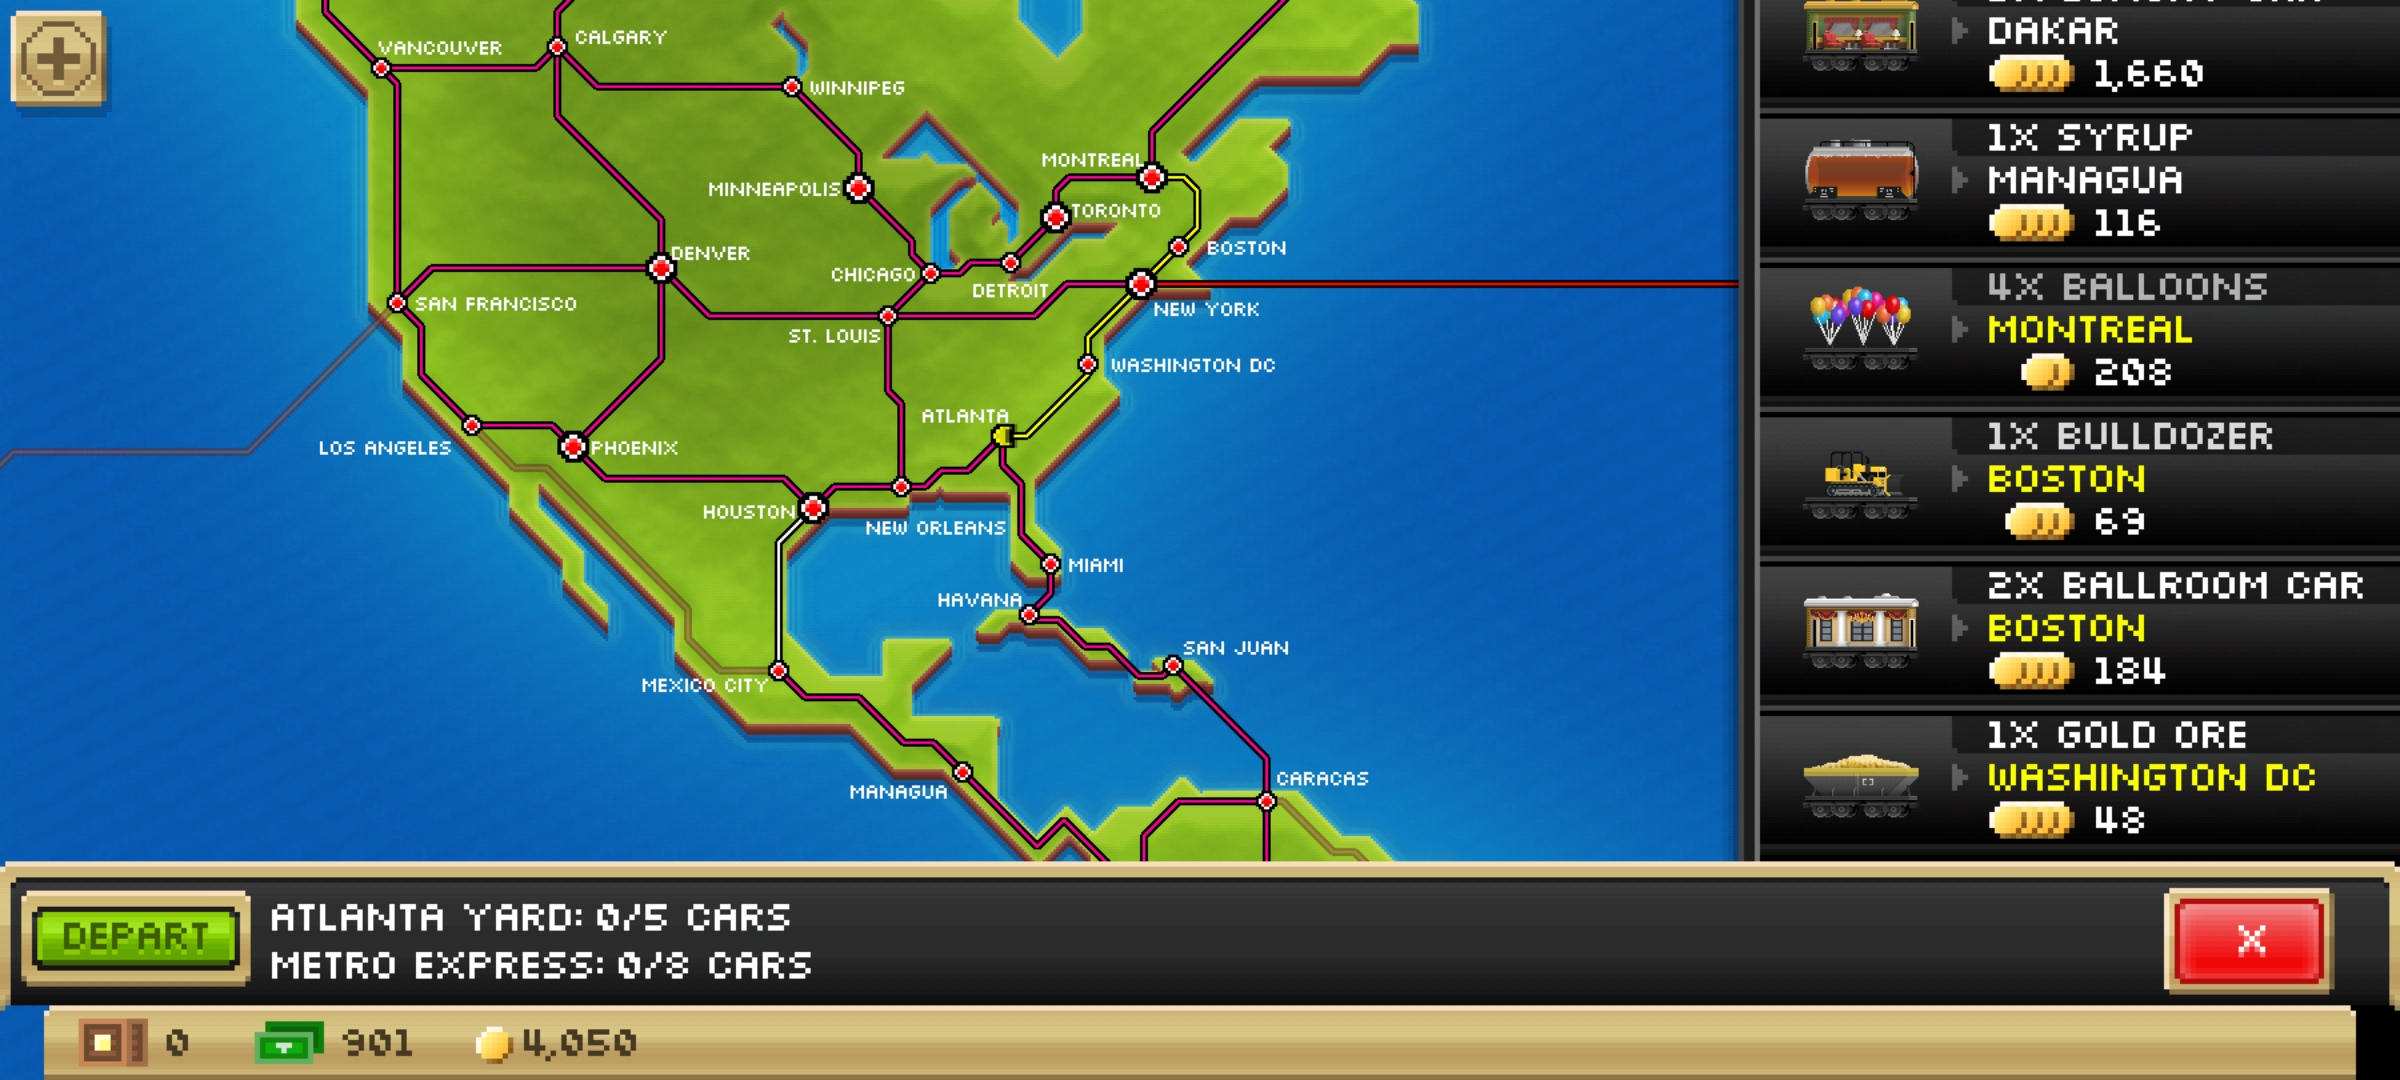 VANCOUVER
CALGARY
WINNIPEG
MONTREAL
MINNEAPOLIS
TORONTO
DENVER
BOSTON
CHICAGO
DETROIT
SAN FRANCISCO
NEW YORK
ST. LOUIS
WASHINGTON DC
ATLANTA
LOS ANGELES
PHOENIX
HOUSTON
NEW ORLEANS
MIAMI
HAVANA
SAN JUAN
MEXICO CITY
CARACAS
MANAGUA
DAKAR
1,660
1X SYRUP
MANAGUA
116
4X BALLOONS
MONTREAL
208
1X BULLDOZER
BOSTON
69
2X BALLROOM CAR
BOSTON
184
1X GOLD ORE
WASHINGTON DC
48
DEPART
ATLANTA YARD: 0/5 CARS
METRO EXPRESS: 0/8 CARS
X
0
901
4,050